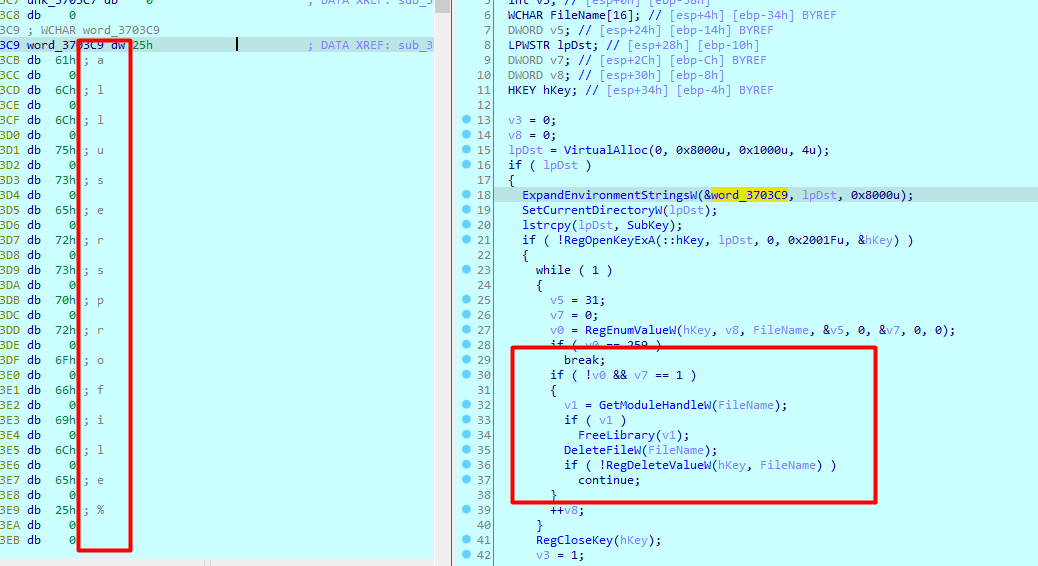 3C7 unk_3703C7 db 0 ; DATA XREF: sub_3
3C8 db 0
3C9 ; WCHAR word_3703C9
3C9 word_3703C9 dw 25h ; DATA XREF: sub_3
3CB db 61h ; a
3CC db 0
3CD db 6Ch ; l
3CE db 0
3CF db 6Ch ; l
3D0 db 0
3D1 db 75h ; u
3D2 db 0
3D3 db 73h ; s
3D4 db 0
3D5 db 65h ; e
3D6 db 0
3D7 db 72h ; r
3D8 db 0
3D9 db 73h ; s
3DA db 0
3DB db 70h ; p
3DC db 0
3DD db 72h ; r
3DE db 0
3DF db 6Fh ; o
3E0 db 0
3E1 db 66h ; f
3E2 db 0
3E3 db 69h ; i
3E4 db 0
3E5 db 6Ch ; l
3E6 db 0
3E7 db 65h ; e
3E8 db 0
3E9 db 25h ; %
3EA db 0
3EB db 0
5 int v3; // [esp+0h] [ebp-38h]
6 WCHAR FileName[16]; // [esp+4h] [ebp-34h] BYREF
7 DWORD v5; // [esp+24h] [ebp-14h] BYREF
8 LPWSTR lpDst; // [esp+28h] [ebp-10h]
9 DWORD v7; // [esp+2Ch] [ebp-Ch] BYREF
10 DWORD v8; // [esp+30h] [ebp-8h]
11 HKEY hKey; // [esp+34h] [ebp-4h] BYREF
12
13 v3 = 0;
14 v8 = 0;
15 lpDst = VirtualAlloc(0, 0x8000u, 0x1000u, 4u);
16 if ( lpDst )
17 {
18 ExpandEnvironmentStringsW(&word_3703C9, lpDst, 0x8000u);
19 SetCurrentDirectoryW(lpDst);
20 lstrcpy(lpDst, SubKey);
21 if ( !RegOpenKeyExA(::hKey, lpDst, 0, 0x2001Fu, &hKey) )
22 {
23 while ( 1 )
24 {
25 v5 = 31;
26 v7 = 0;
27 v0 = RegEnumValueW(hKey, v8, FileName, &v5, 0, &v7, 0, 0);
28 if ( v0 == 259 )
29 break;
30 if ( !v0 && v7 == 1 )
31 {
32 v1 = GetModuleHandleW(FileName);
33 if ( v1 )
34 FreeLibrary(v1);
35 DeleteFileW(FileName);
36 if ( !RegDeleteValueW(hKey, FileName) )
37 continue;
38 }
39 ++v8;
40 }
41 RegCloseKey(hKey);
42 v3 = 1;